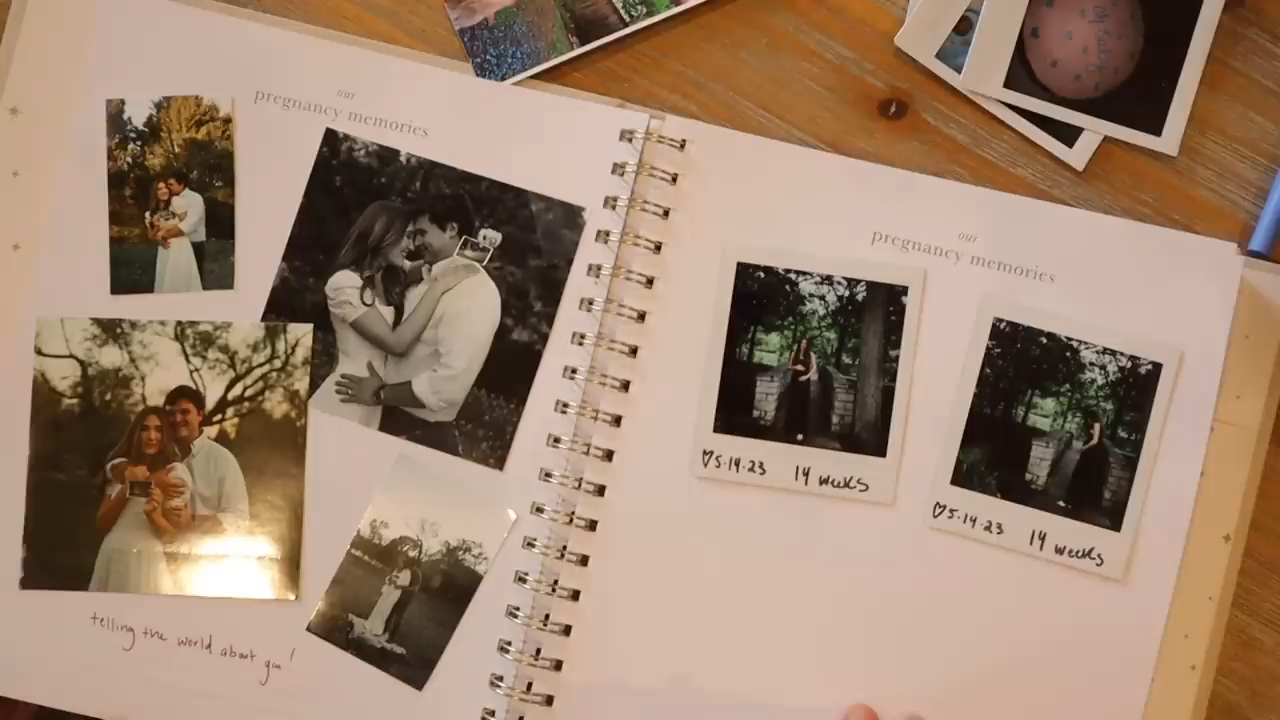 our
pregnancy memories
telling the world about you!
our
pregnancy memories
♡5.14.23 14 weeks
♡5.14.23 14 weeks